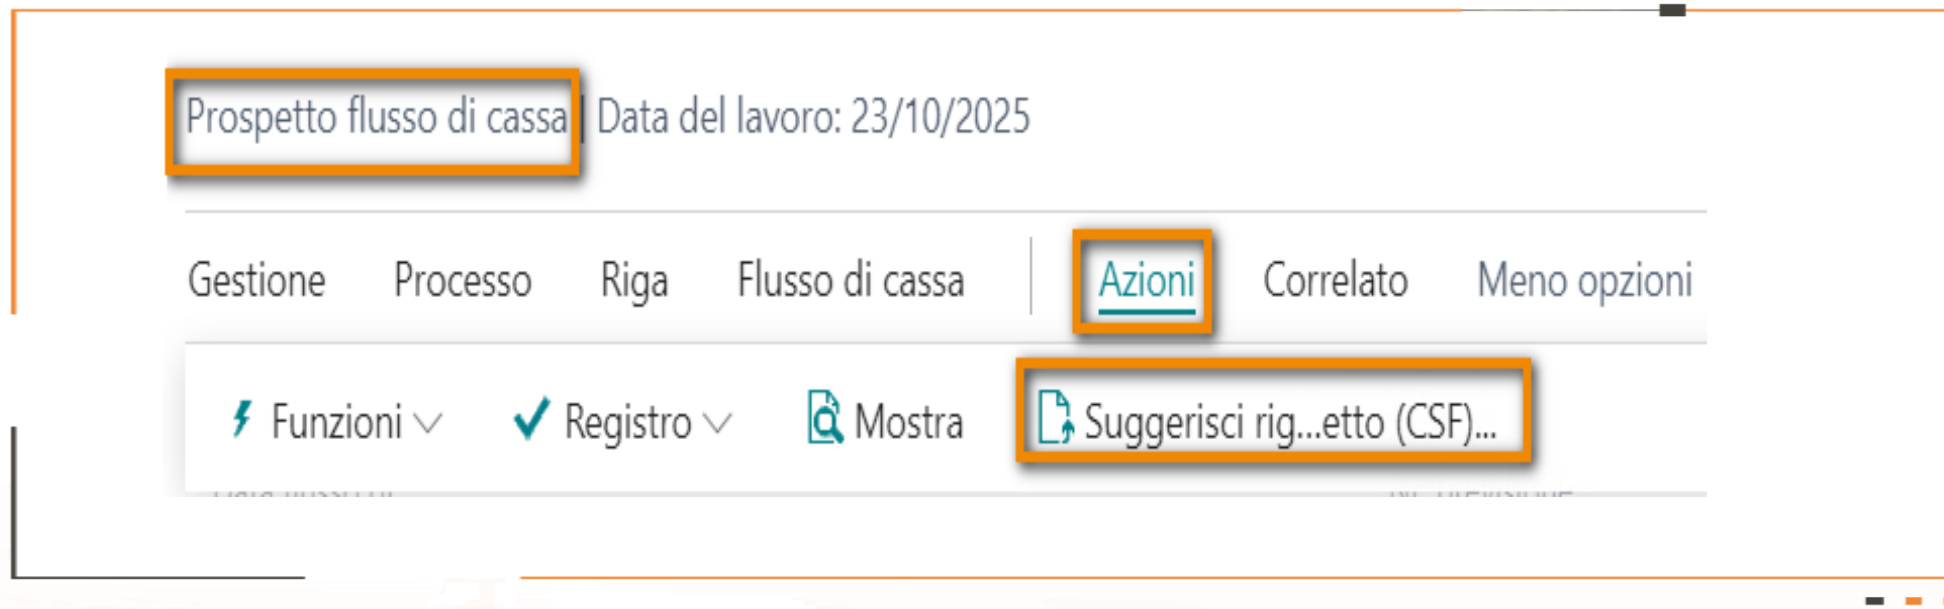 Prospetto flusso di cassa | Data del lavoro: 23/10/2025
Gestione Processo Riga Flusso di cassa Azioni Correlato Meno opzioni
Funzioni Registro Mostra Suggerisci rig...etto (CSF)...